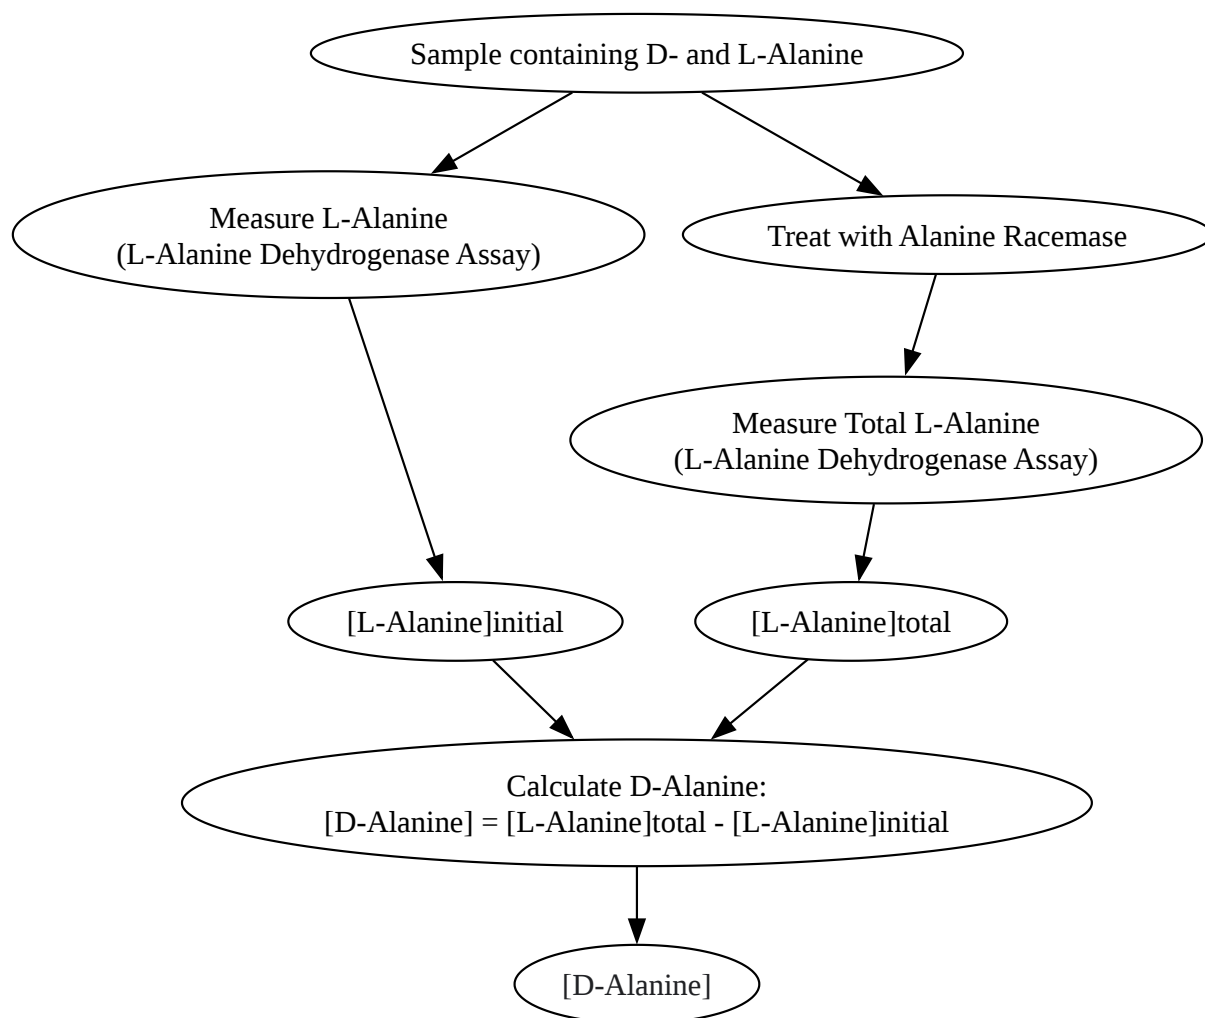 Sample containing D- and L-Alanine
Measure L-Alanine
(L-Alanine Dehydrogenase Assay)
Treat with Alanine Racemase
Measure Total L-Alanine
(L-Alanine Dehydrogenase Assay)
[L-Alanine]initial
[L-Alanine]total
Calculate D-Alanine:
[D-Alanine] = [L-Alanine]total - [L-Alanine]initial
[D-Alanine]